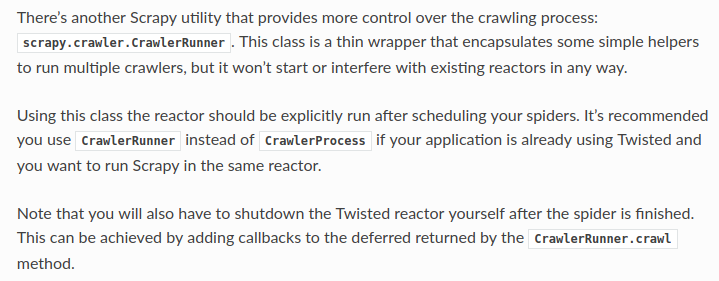 There’s another Scrapy utility that provides more control over the crawling process:
scrapy.crawler.CrawlerRunner . This class is a thin wrapper that encapsulates some simple helpers
to run multiple crawlers, but it won’t start or interfere with existing reactors in any way.
Using this class the reactor should be explicitly run after scheduling your spiders. It’s recommended
you use CrawlerRunner instead of CrawlerProcess if your application is already using Twisted and
you want to run Scrapy in the same reactor.
Note that you will also have to shutdown the Twisted reactor yourself after the spider is finished.
This can be achieved by adding callbacks to the deferred returned by the CrawlerRunner.crawl
method.